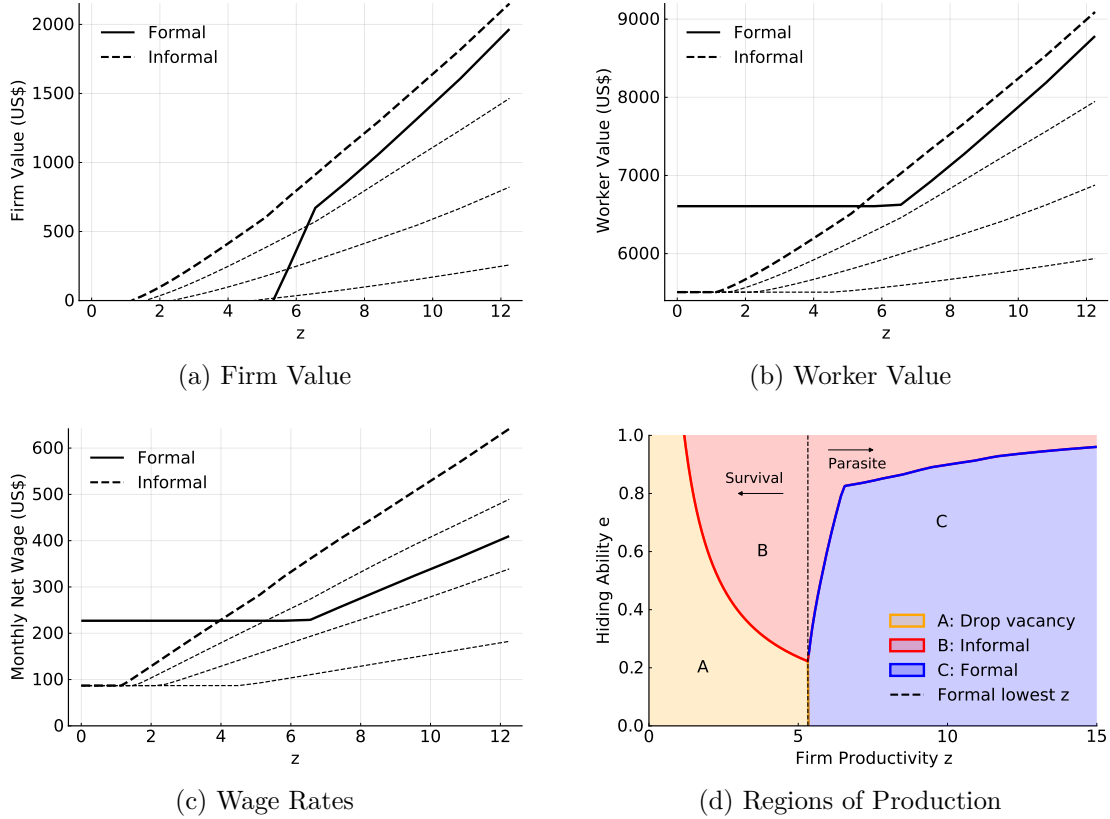 Firm Value (US$)
2000
1500
1000
500
0
Formal
Informal
0 2 4 6 8 10 12
z
(a) Firm Value
Worker Value (US$)
9000
8000
7000
6000
Formal
Informal
0 2 4 6 8 10 12
z
(b) Worker Value
Monthly Net Wage (US$)
600
500
400
300
200
100
0
Formal
Informal
0 2 4 6 8 10 12
z
(c) Wage Rates
Hiding Ability e
1.0
0.8
0.6
0.4
0.2
0.0
Survival
Parasite
A
B
C
A: Drop vacancy
B: Informal
C: Formal
Formal lowest z
0 5 10 15
Firm Productivity z
(d) Regions of Production